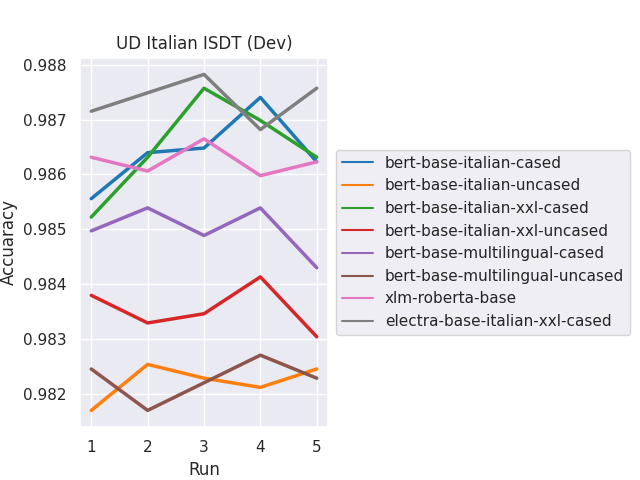 UD Italian ISDT (Dev)
Accuaracy
0.988
0.987
0.986
0.985
0.984
0.983
0.982
1 2 3 4 5
Run
bert-base-italian-cased
bert-base-italian-uncased
bert-base-italian-xxl-cased
bert-base-italian-xxl-uncased
bert-base-multilingual-cased
bert-base-multilingual-uncased
xlm-roberta-base
electra-base-italian-xxl-cased